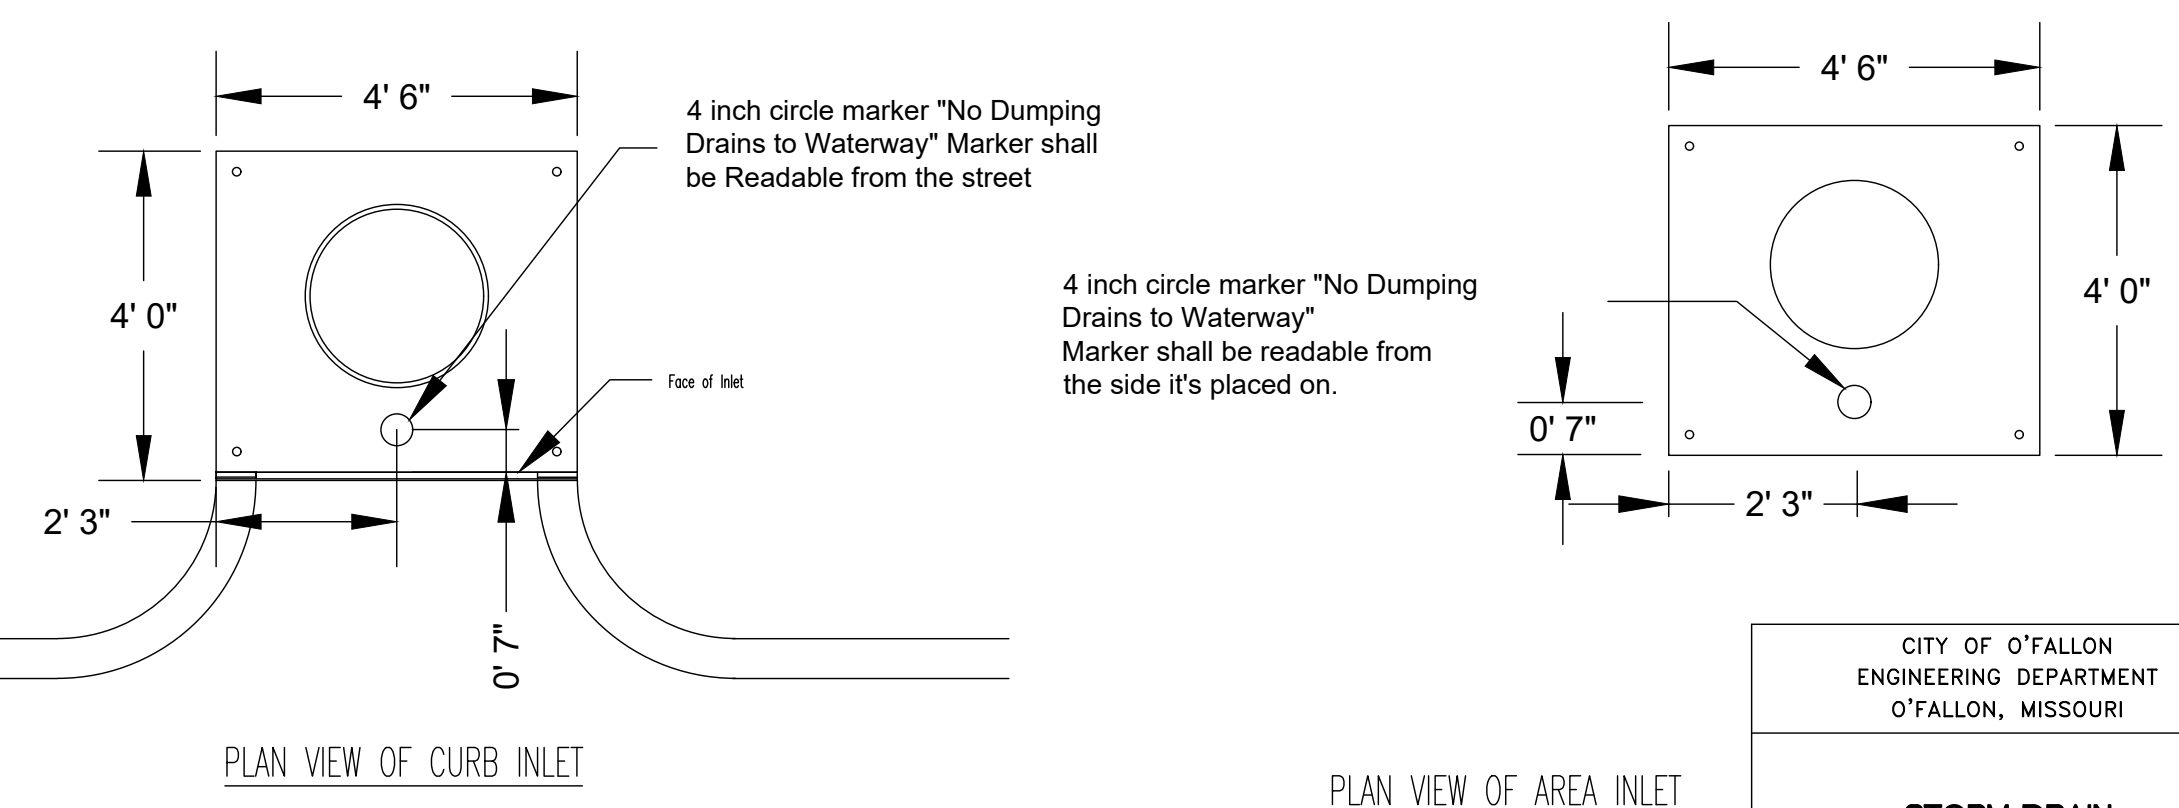 4' 6"
4 inch circle marker "No Dumping
Drains to Waterway" Marker shall
be Readable from the street
4' 0"
Face of Inlet
2' 3"
0' 7"
PLAN VIEW OF CURB INLET
4' 6"
4 inch circle marker "No Dumping
Drains to Waterway"
Marker shall be readable from
the side it's placed on.
4' 0"
0' 7"
2' 3"
PLAN VIEW OF AREA INLET
CITY OF O'FALLON
ENGINEERING DEPARTMENT
O'FALLON, MISSOURI
STORM DRAIN